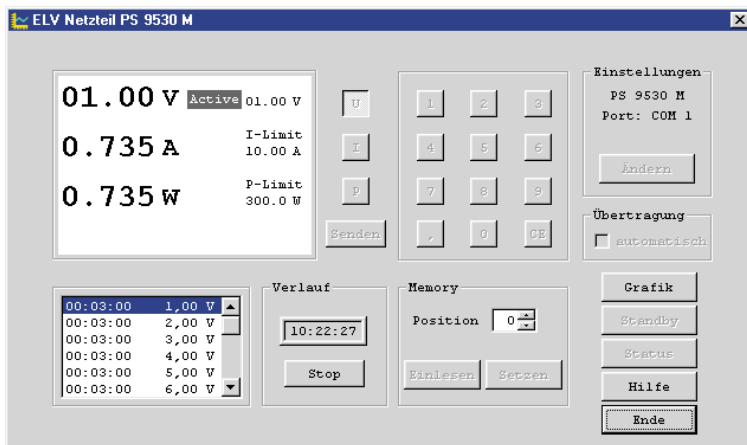 ELV Netzteil PS 9530 M
01.00 V Active 01.00 V
0.735 A I-Limit 10.00 A
0.735 W P-Limit 300.0 W
U
I
P
Senden
1 2 3
4 5 6
7 8 9
, 0 CE
Einstellungen
PS 9530 M
Port: COM 1
Ändern
Übertragung
automatisch
00:03:00 1,00 V
00:03:00 2,00 V
00:03:00 3,00 V
00:03:00 4,00 V
00:03:00 5,00 V
00:03:00 6,00 V
Verlauf
10:22:27
Stop
Memory
Position 0
Einlesen Setzen
Grafik
Standby
Status
Hilfe
Ende